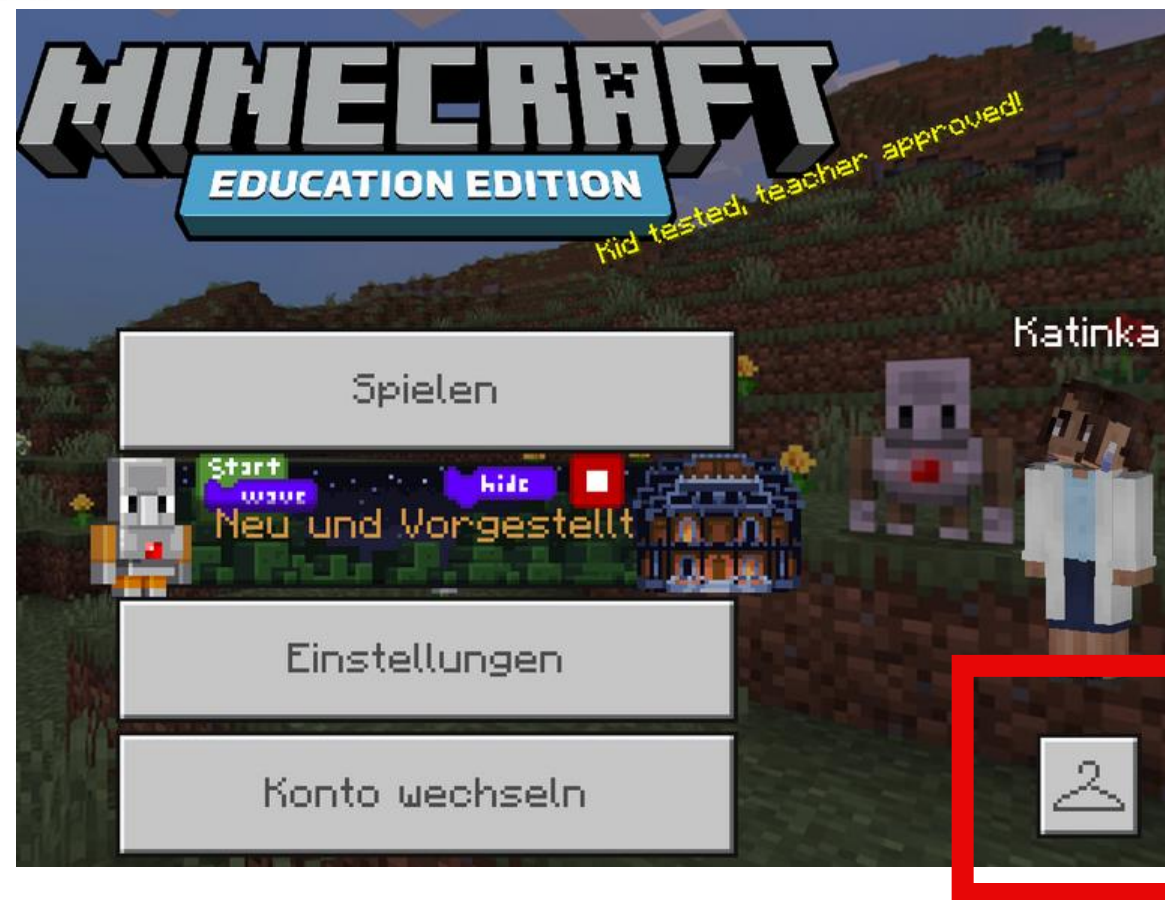 MINECRAFT
EDUCATION EDITION
Kid tested, teacher approved!
Katinka
Spielen
Start
wave
hide
Neu und Vorgestellt
Einstellungen
Konto wechseln